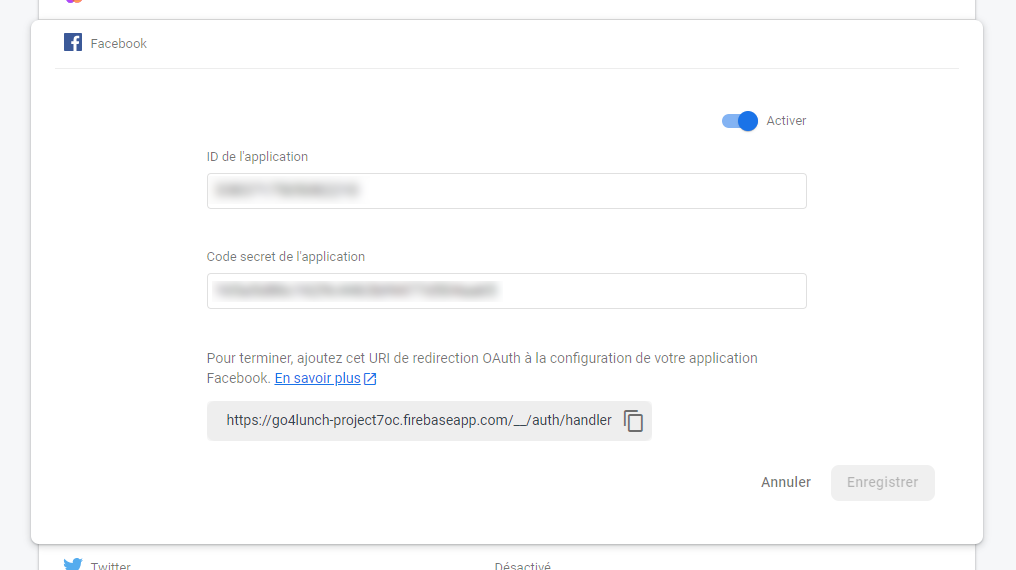 Facebook
Activer
ID de l'application
Code secret de l'application
Pour terminer, ajoutez cet URI de redirection OAuth à la configuration de votre application
Facebook. En savoir plus
https://go4lunch-project7oc.firebaseapp.com/__/auth/handler
Annuler
Enregistrer
Twitter
Désactivé